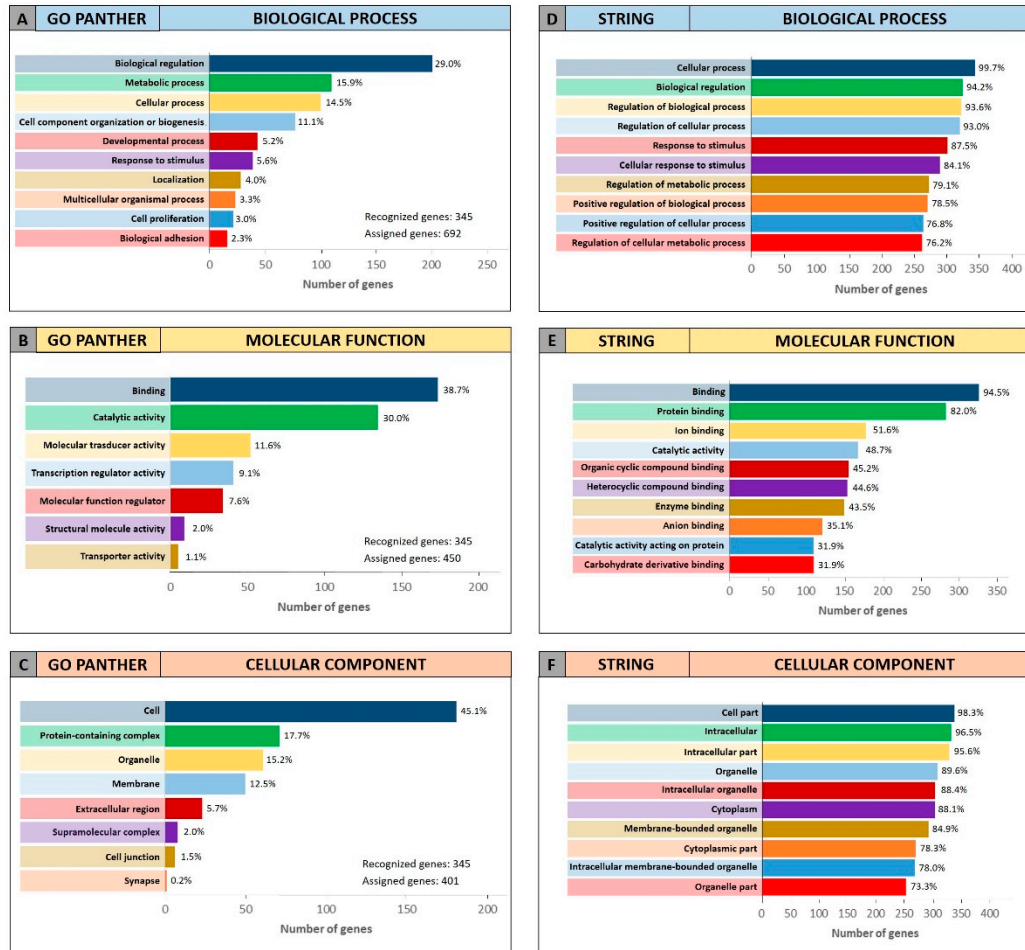 A GO PANTHER BIOLOGICAL PROCESS
Biological regulation 29.0%
Metabolic process 15.9%
Cellular process 14.5%
Cell component organization or biogenesis 11.1%
Developmental process 5.2%
Response to stimulus 5.6%
Localization 4.0%
Multicellular organismal process 3.3%
Cell proliferation 3.0%
Biological adhesion 2.3%
Recognized genes: 345
Assigned genes: 692
0 50 100 150 200 250
Number of genes
B GO PANTHER MOLECULAR FUNCTION
Binding 38.7%
Catalytic activity 30.0%
Molecular trasducer activity 11.6%
Transcription regulator activity 9.1%
Molecular function regulator 7.6%
Structural molecule activity 2.0%
Transporter activity 1.1%
Recognized genes: 345
Assigned genes: 450
0 50 100 150 200
Number of genes
C GO PANTHER CELLULAR COMPONENT
Cell 45.1%
Protein-containing complex 17.7%
Organelle 15.2%
Membrane 12.5%
Extracellular region 5.7%
Supramolecular complex 2.0%
Cell junction 1.5%
Synapse 0.2%
Recognized genes: 345
Assigned genes: 401
0 50 100 150 200
Number of genes
D STRING BIOLOGICAL PROCESS
Cellular process 99.7%
Biological regulation 94.2%
Regulation of biological process 93.6%
Regulation of cellular process 93.0%
Response to stimulus 87.5%
Cellular response to stimulus 84.1%
Regulation of metabolic process 79.1%
Positive regulation of biological process 78.5%
Positive regulation of cellular process 76.8%
Regulation of cellular metabolic process 76.2%
0 50 100 150 200 250 300 350 400
Number of genes
E STRING MOLECULAR FUNCTION
Binding 94.5%
Protein binding 82.0%
Ion binding 51.6%
Catalytic activity 48.7%
Organic cyclic compound binding 45.2%
Heterocyclic compound binding 44.6%
Enzyme binding 43.5%
Anion binding 35.1%
Catalytic activity acting on protein 31.9%
Carbohydrate derivative binding 31.9%
0 50 100 150 200 250 300 350
Number of genes
F STRING CELLULAR COMPONENT
Cell part 98.3%
Intracellular 96.5%
Intracellular part 95.6%
Organelle 89.6%
Intracellular organelle 88.4%
Cytoplasm 88.1%
Membrane-bounded organelle 84.9%
Cytoplasmic part 78.3%
Intracellular membrane-bounded organelle 78.0%
Organelle part 73.3%
0 50 100 150 200 250 300 350 400
Number of genes